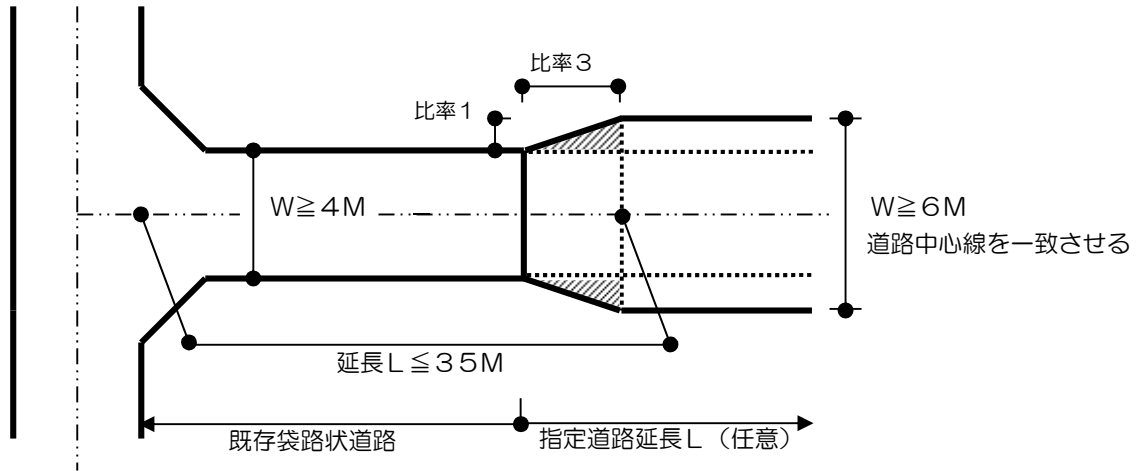 比率３
比率１
W≧４M
W≧６M
道路中心線を一致させる
延長L≦３５M
既存袋路状道路
指定道路延長L（任意）